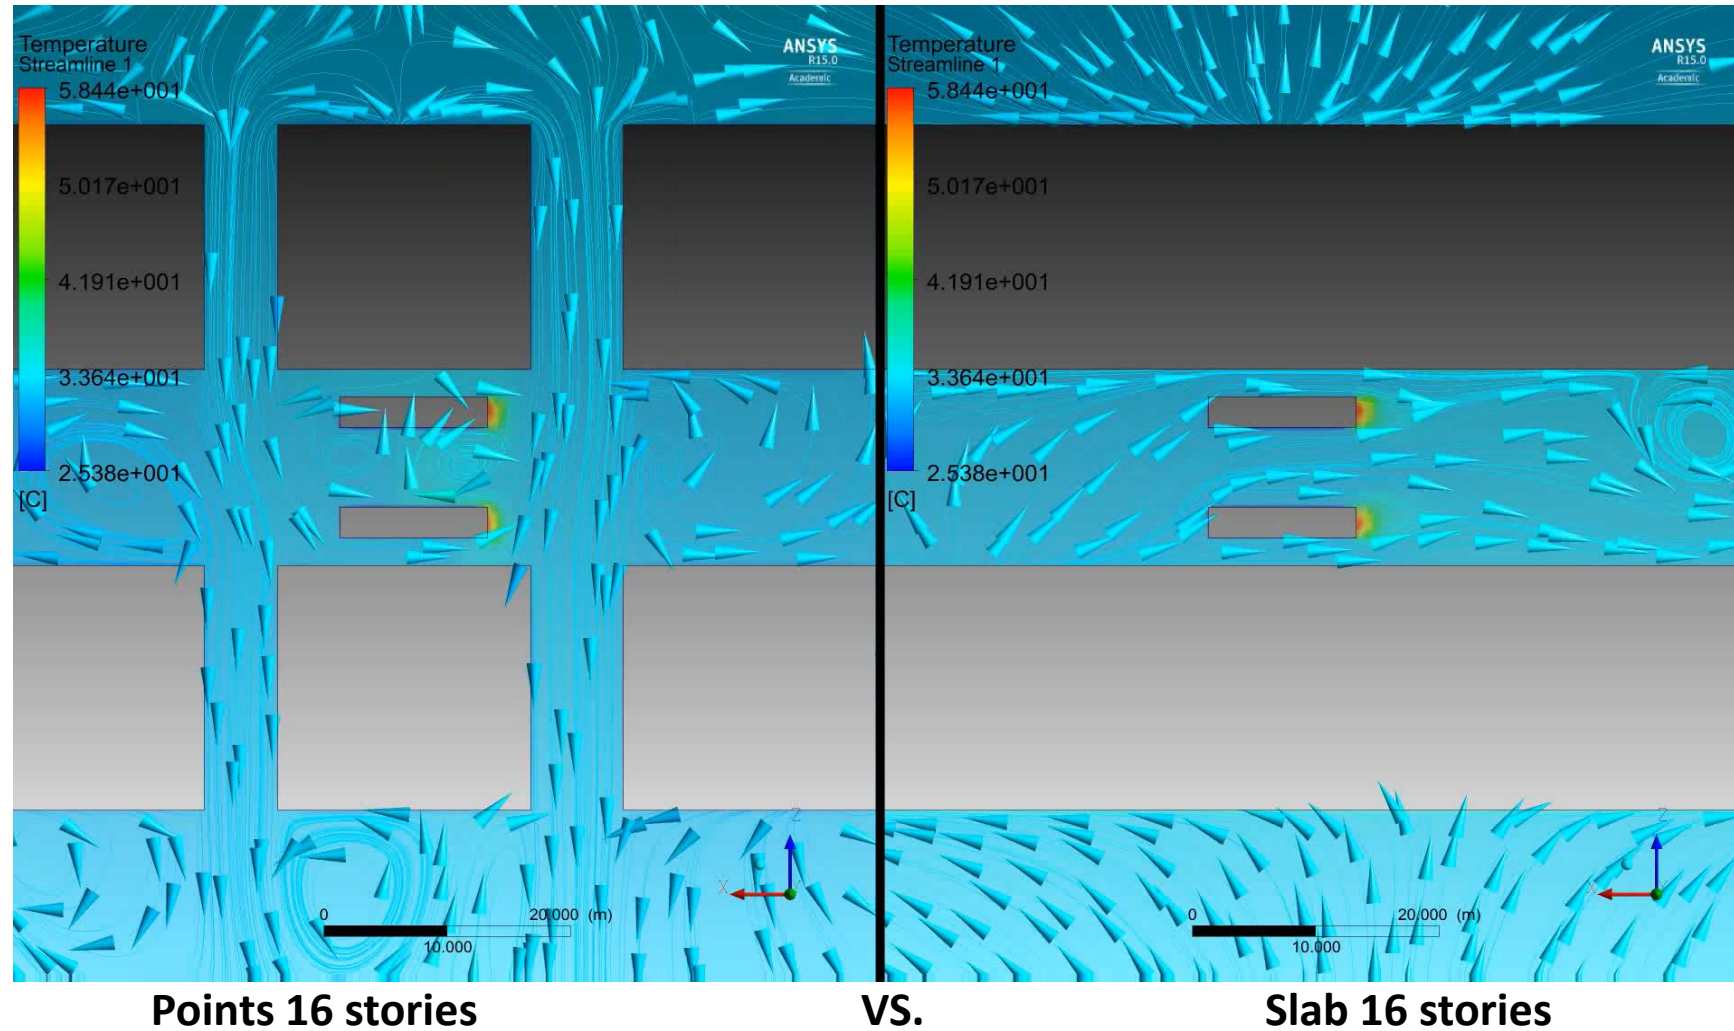 Temperature
Streamline 1
ANSYS
R15.0
Academic
5.844e+001
5.017e+001
4.191e+001
3.364e+001
2.538e+001
[C]
Z
X
0 20.000 (m)
10.000
Temperature
Streamline 1
ANSYS
R15.0
Academic
5.844e+001
5.017e+001
4.191e+001
3.364e+001
2.538e+001
[C]
Z
X
0 20.000 (m)
10.000
Points 16 stories VS. Slab 16 stories